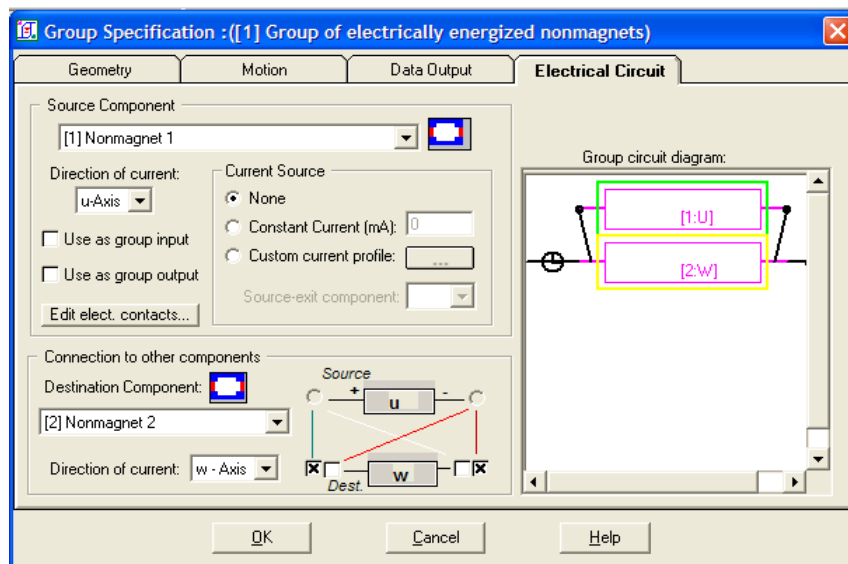 Group Specification :([1] Group of electrically energized nonmagnets)
Geometry Motion Data Output Electrical Circuit
Source Component
[1] Nonmagnet 1
Direction of current:
u-Axis
Use as group input
Use as group output
Edit elect. contacts...
Current Source
None
Constant Current (mA): 0
Custom current profile: ...
Source-exit component:
Group circuit diagram:
[1:U]
[2:W]
Connection to other components
Destination Component:
[2] Nonmagnet 2
Direction of current: w - Axis
Source
+ u -
w
Dest.
OK Cancel Help